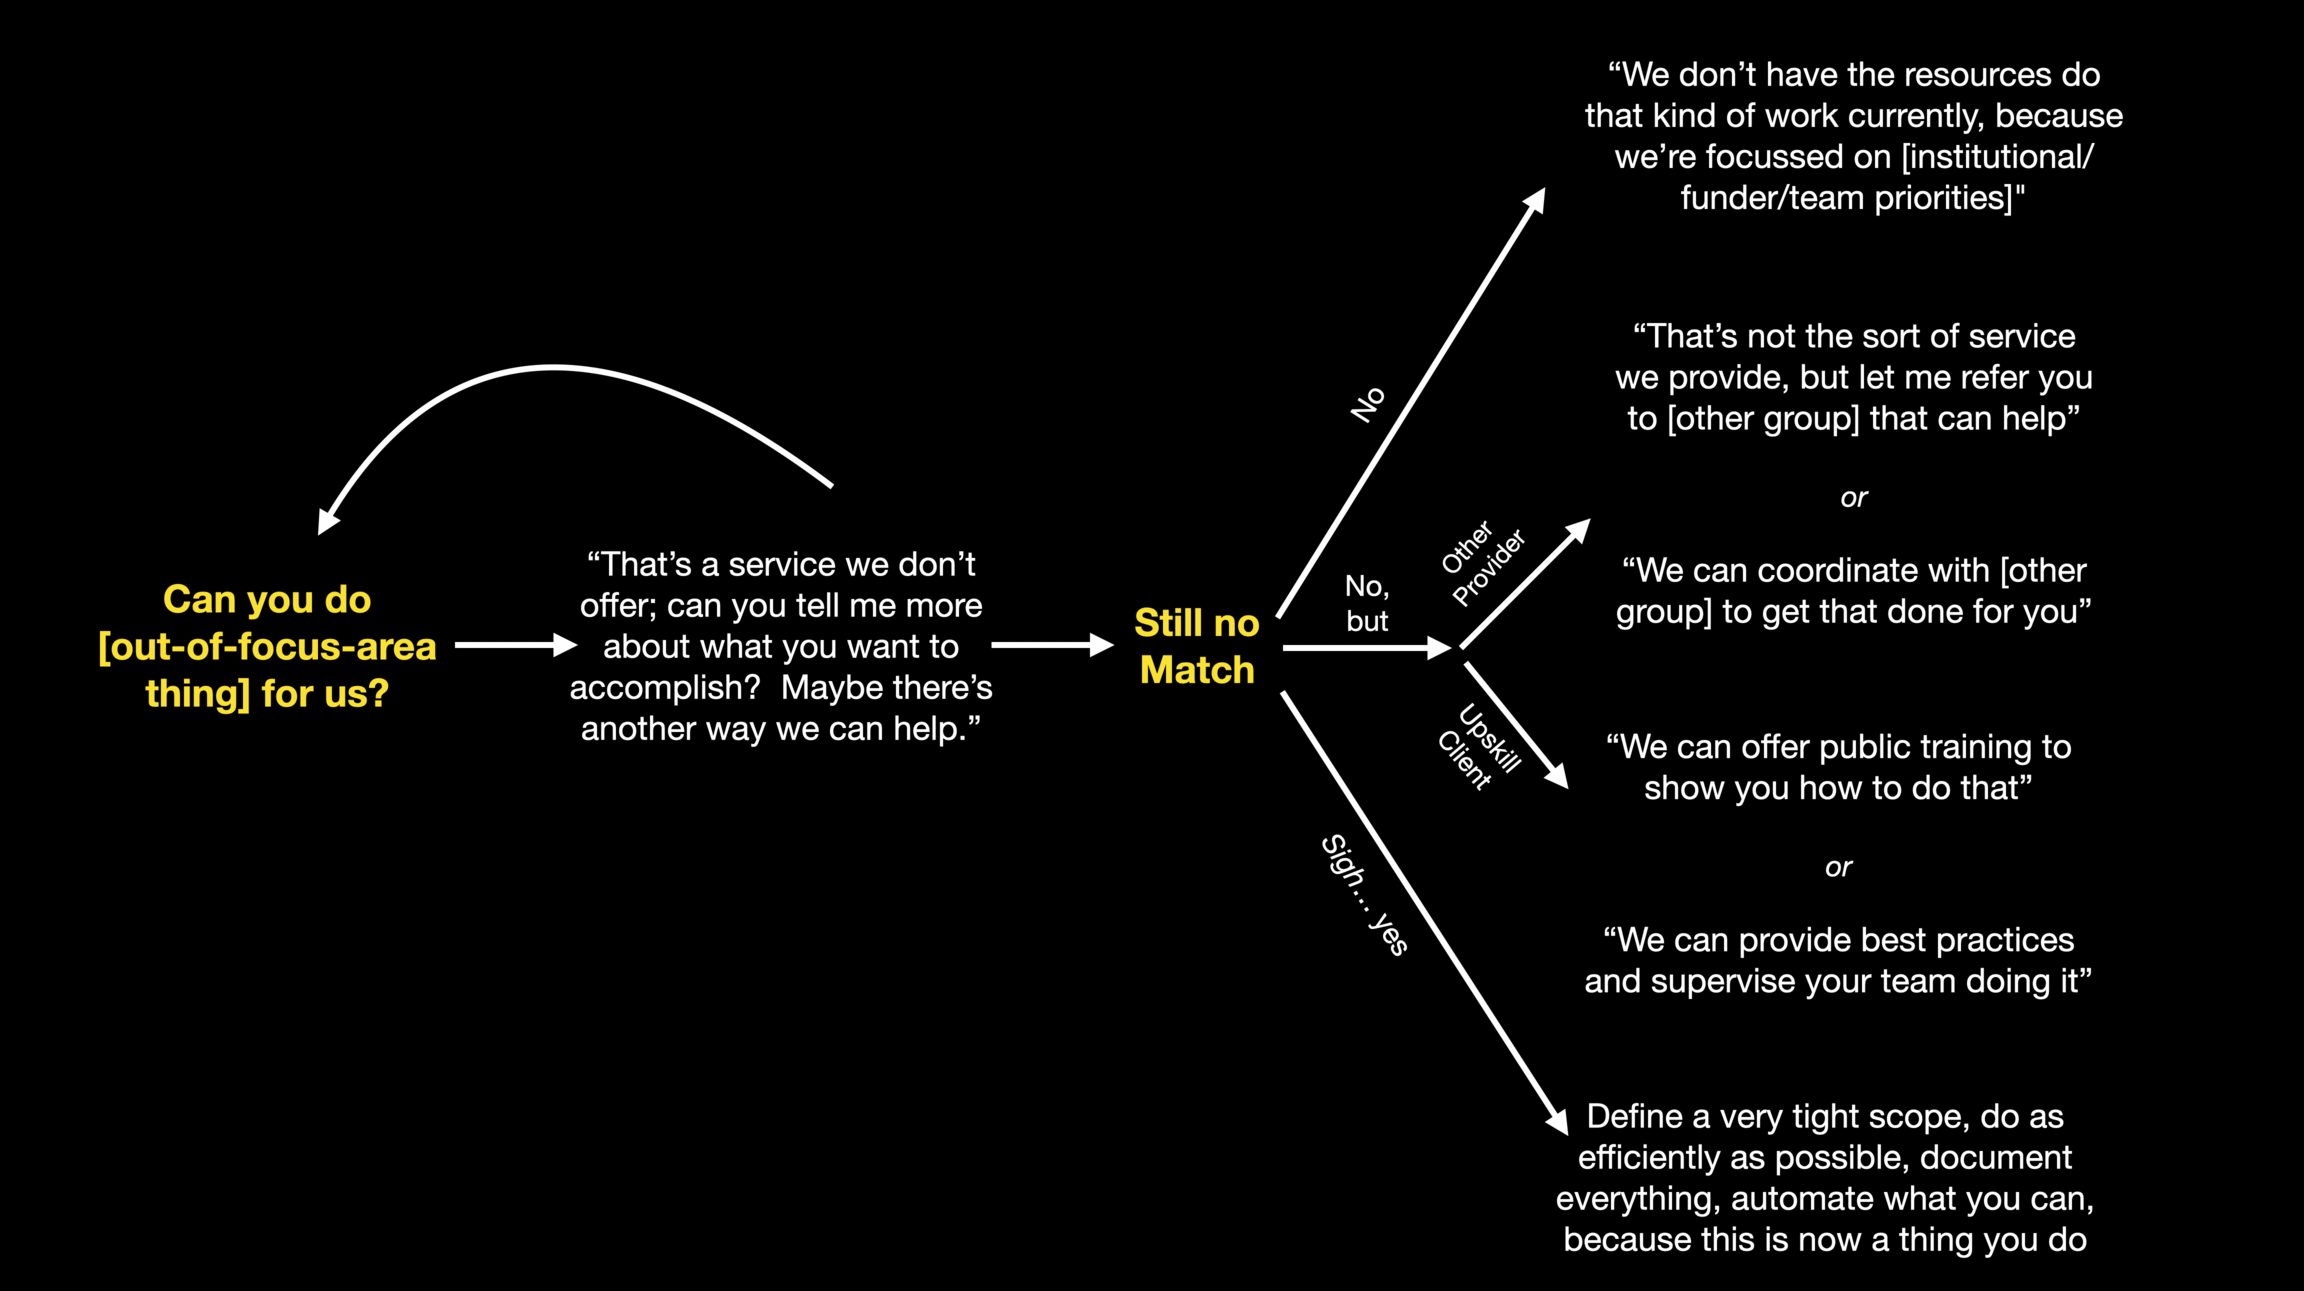 Can you do
[out-of-focus-area
thing] for us?
“That’s a service we don’t
offer; can you tell me more
about what you want to
accomplish?  Maybe there’s
another way we can help.”
Still no
Match
No
“We don’t have the resources do
that kind of work currently, because
we’re focussed on [institutional/
funder/team priorities]"
No,
but
Other
Provider
“That’s not the sort of service
we provide, but let me refer you
to [other group] that can help”
or
“We can coordinate with [other
group] to get that done for you”
Upskill
Client
“We can offer public training to
show you how to do that”
or
“We can provide best practices
and supervise your team doing it”
Sigh… yes
Define a very tight scope, do as
efficiently as possible, document
everything, automate what you can,
because this is now a thing you do